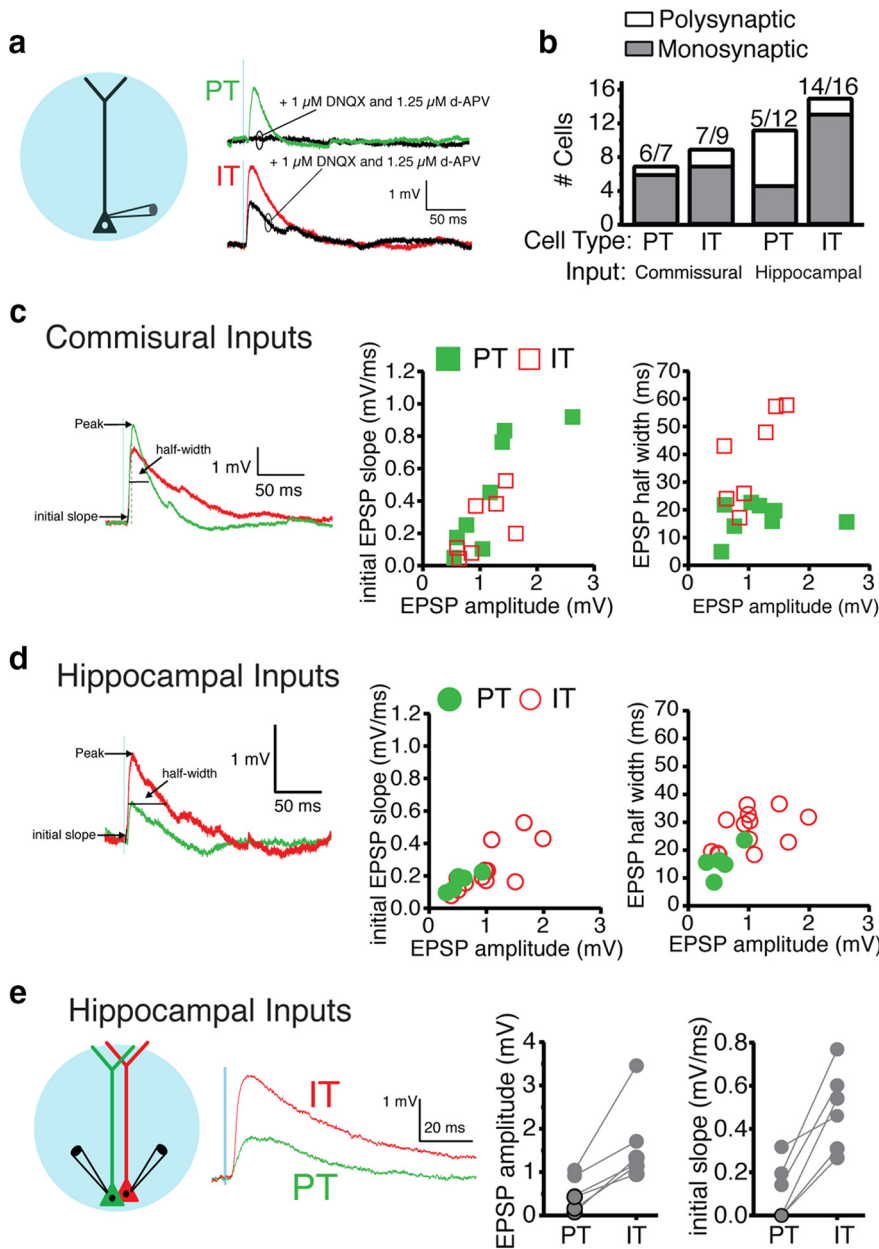 a
PT
+ 1 µM DNQX and 1.25 µM d-APV
IT
+ 1 µM DNQX and 1.25 µM d-APV
1 mV
50 ms
b
Polysynaptic
Monosynaptic
# Cells
16
12
8
4
0
6/7
7/9
5/12
14/16
Cell Type: PT IT PT IT
Input: Commissural Hippocampal
c
Commisural Inputs
Peak
half-width
initial slope
1 mV
50 ms
PT IT
initial EPSP slope (mV/ms)
1.2
1.0
0.8
0.6
0.4
0.2
0.0
0 1 2 3
EPSP amplitude (mV)
EPSP half width (ms)
70
60
50
40
30
20
10
0
0 1 2 3
EPSP amplitude (mV)
d
Hippocampal Inputs
Peak
half-width
initial slope
1 mV
50 ms
PT IT
initial EPSP slope (mV/ms)
1.2
1.0
0.8
0.6
0.4
0.2
0.0
0 1 2 3
EPSP amplitude (mV)
EPSP half width (ms)
70
60
50
40
30
20
10
0
0 1 2 3
EPSP amplitude (mV)
e
Hippocampal Inputs
IT
PT
1 mV
20 ms
EPSP amplitude (mV)
4
3
2
1
0
PT IT
initial slope (mV/ms)
0.8
0.6
0.4
0.2
0.0
PT IT